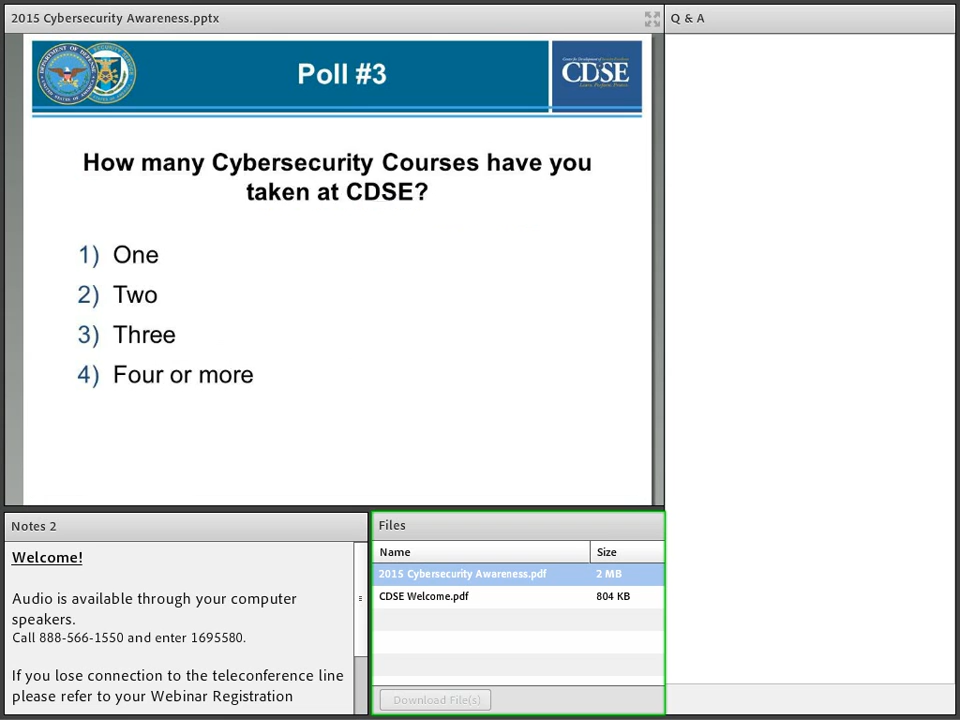 2015 Cybersecurity Awareness.pptx
Q & A
Poll #3
CDSE
Learn. Perform. Protect.
How many Cybersecurity Courses have you
taken at CDSE?
1) One
2) Two
3) Three
4) Four or more
Notes 2
Welcome!
Audio is available through your computer
speakers.
Call 888-566-1550 and enter 1695580.
If you lose connection to the teleconference line
please refer to your Webinar Registration
Files
Name Size
2015 Cybersecurity Awareness.pdf 2 MB
CDSE Welcome.pdf 804 KB
Download File(s)